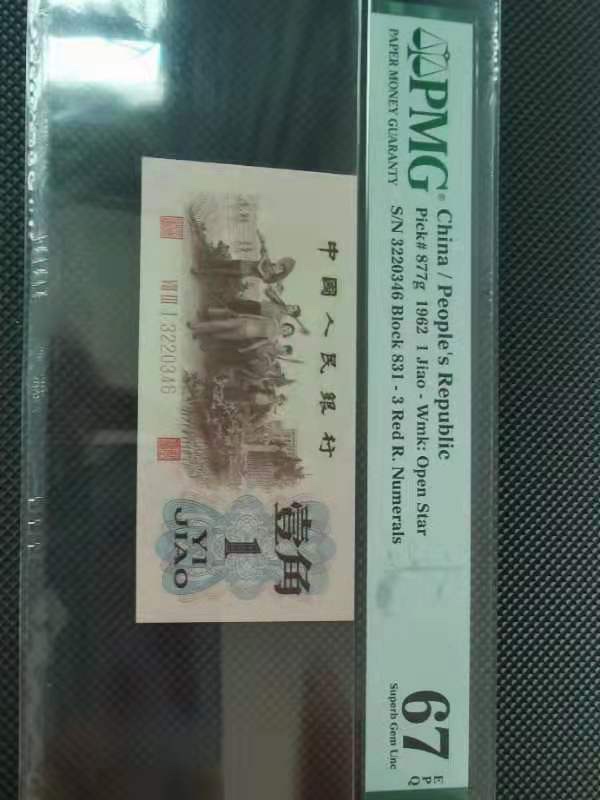 PMG®
PAPER MONEY GUARANTY
China / People's Republic
Pick# 877g 1962 1 Jiao - Wmk: Open Star
S/N 3220346 Block 831 - 3 Red R. Numerals
67 EPQ
Superb Gem Unc
中國人民銀行
壹角
1
YI
JIAO
VIII III I 3220346